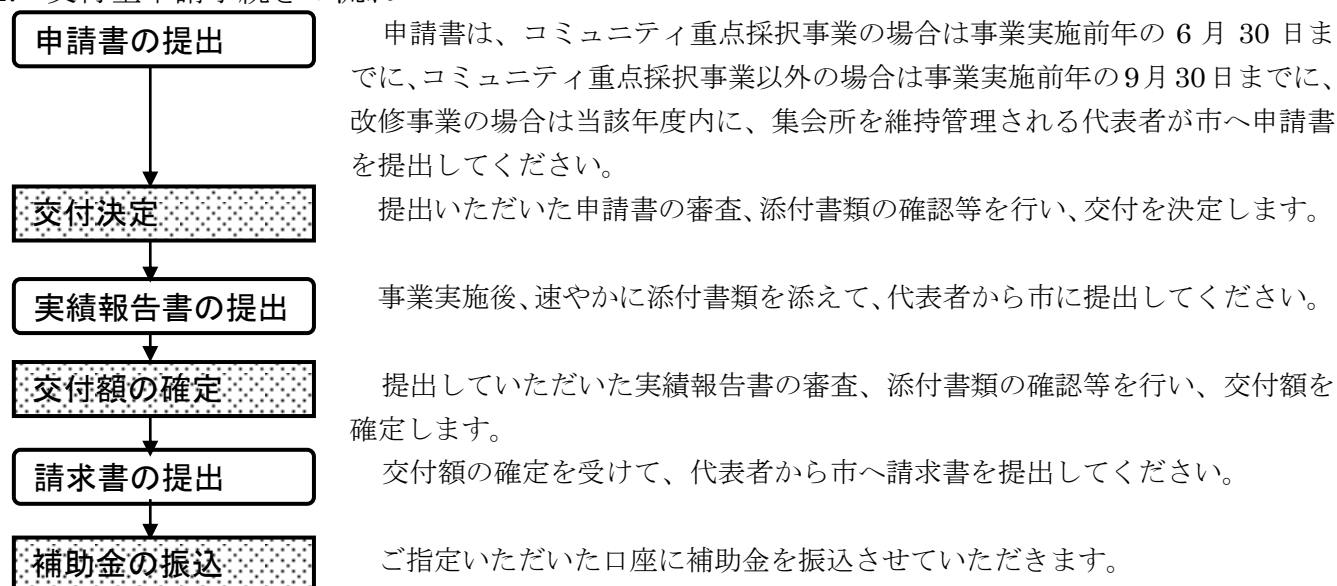 申請書の提出
申請書は、コミュニティ重点採択事業の場合は事業実施前年の 6 月 30 日ま
でに、コミュニティ重点採択事業以外の場合は事業実施前年の9月30日までに、
改修事業の場合は当該年度内に、集会所を維持管理される代表者が市へ申請書
を提出してください。
交付決定
提出いただいた申請書の審査、添付書類の確認等を行い、交付を決定します。
実績報告書の提出
事業実施後、速やかに添付書類を添えて、代表者から市に提出してください。
交付額の確定
提出していただいた実績報告書の審査、添付書類の確認等を行い、交付額を
確定します。
請求書の提出
交付額の確定を受けて、代表者から市へ請求書を提出してください。
補助金の振込
ご指定いただいた口座に補助金を振込させていただきます。